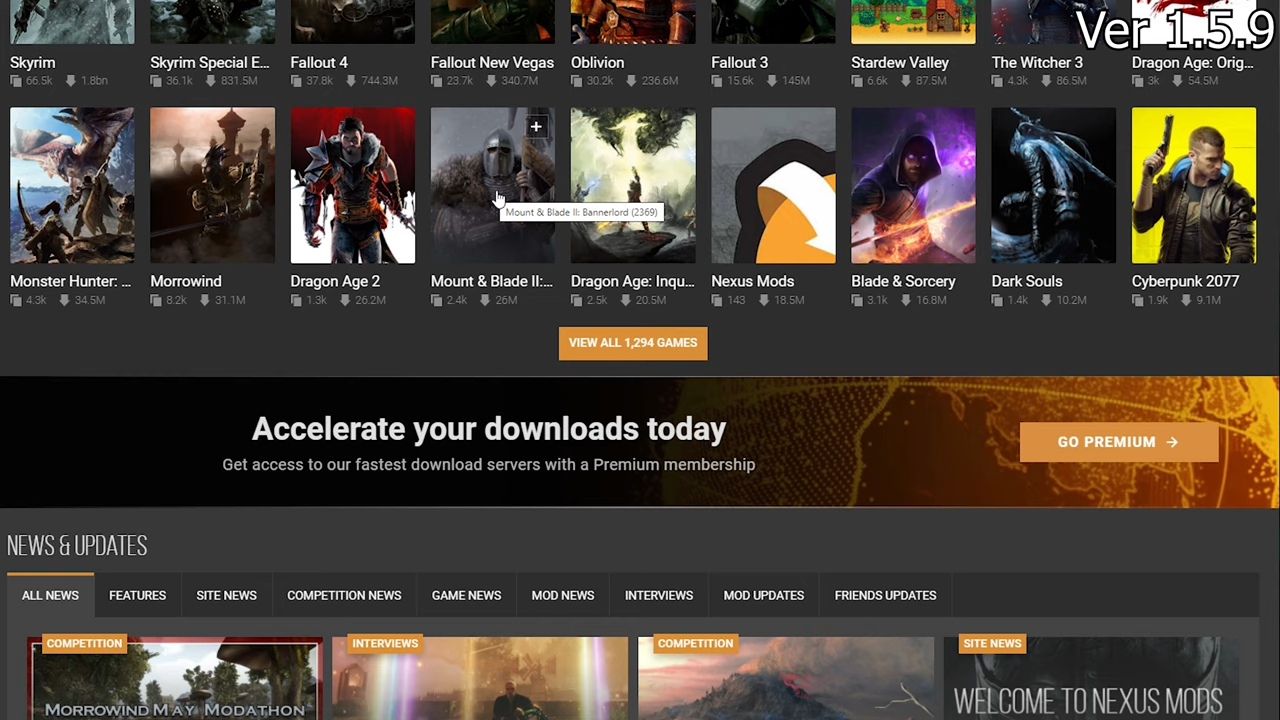 Ver 1.5.9
Skyrim
66.5k 1.8bn
Skyrim Special E...
36.1k 831.5M
Fallout 4
37.8k 744.3M
Fallout New Vegas
23.7k 340.7M
Oblivion
30.2k 236.6M
Fallout 3
15.6k 145M
Stardew Valley
6.6k 87.5M
The Witcher 3
4.3k 86.5M
Dragon Age: Orig...
3k 54.5M
Mount & Blade II: Bannerlord (2369)
Monster Hunter: ...
4.3k 34.5M
Morrowind
8.2k 31.1M
Dragon Age 2
1.3k 26.2M
Mount & Blade II:...
2.4k 26M
Dragon Age: Inqu...
2.5k 20.5M
Nexus Mods
143 18.5M
Blade & Sorcery
3.1k 16.8M
Dark Souls
1.4k 10.2M
Cyberpunk 2077
1.9k 9.1M
VIEW ALL 1,294 GAMES
Accelerate your downloads today
Get access to our fastest download servers with a Premium membership
GO PREMIUM →
NEWS & UPDATES
ALL NEWS FEATURES SITE NEWS COMPETITION NEWS GAME NEWS MOD NEWS INTERVIEWS MOD UPDATES FRIENDS UPDATES
COMPETITION
MORROWIND MAY MODATHON
INTERVIEWS
COMPETITION
SITE NEWS
WELCOME TO NEXUS MODS